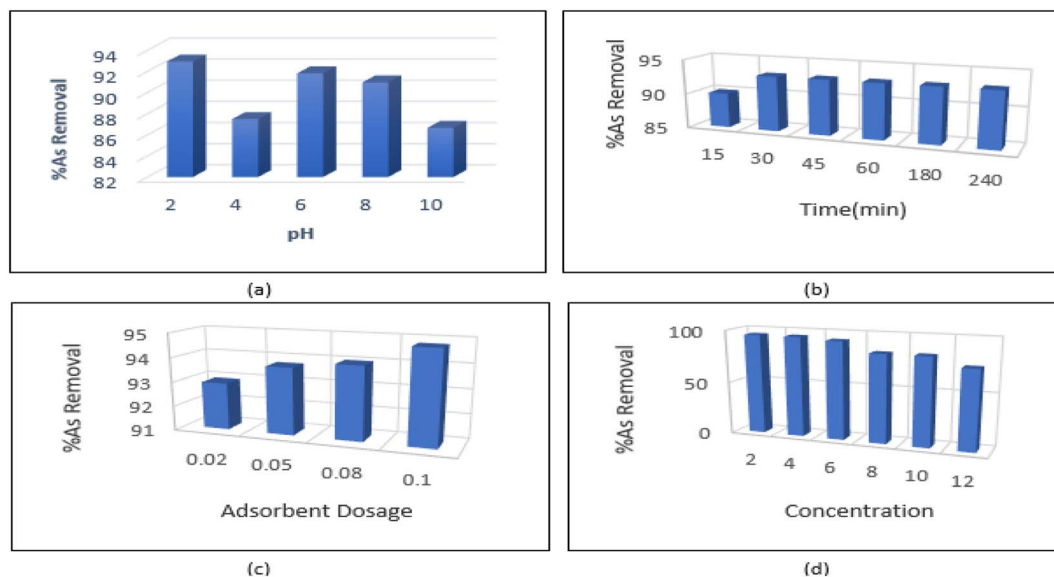 %As Removal
94
92
90
88
86
84
82
2 4 6 8 10
pH
(a)
%As Removal
95
90
85
15 30 45 60 180 240
Time(min)
(b)
%As Removal
95
94
93
92
91
0.02 0.05 0.08 0.1
Adsorbent Dosage
(c)
%As Removal
100
50
0
2 4 6 8 10 12
Concentration
(d)